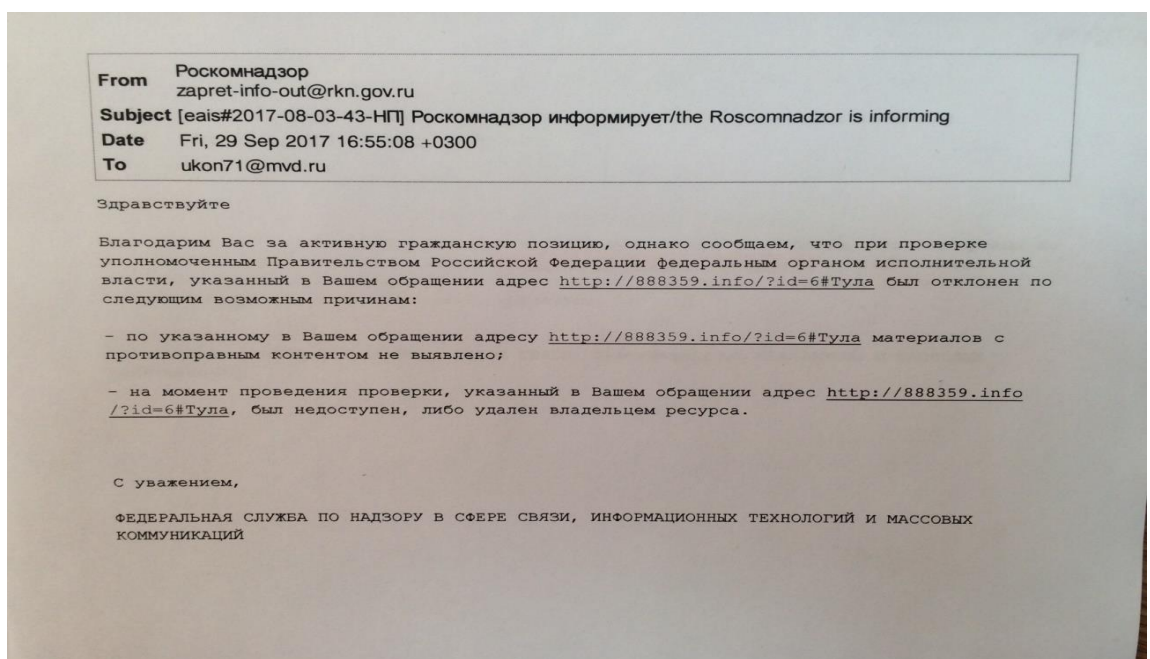 From Роскомнадзор
zapret-info-out@rkn.gov.ru
Subject [eais#2017-08-03-43-НП] Роскомнадзор информирует/the Roscomnadzor is informing
Date Fri, 29 Sep 2017 16:55:08 +0300
To ukon71@mvd.ru
Здравствуйте
Благодарим Вас за активную гражданскую позицию, однако сообщаем, что при проверке
уполномоченным Правительством Российской Федерации федеральным органом исполнительной
власти, указанный в Вашем обращении адрес http://888359.info/?id=6#Тула был отклонен по
следующим возможным причинам:
- по указанному в Вашем обращении адресу http://888359.info/?id=6#Тула материалов с
противоправным контентом не выявлено;
- на момент проведения проверки, указанный в Вашем обращении адрес http://888359.info
/?id=6#Тула, был недоступен, либо удален владельцем ресурса.
С уважением,
ФЕДЕРАЛЬНАЯ СЛУЖБА ПО НАДЗОРУ В СФЕРЕ СВЯЗИ, ИНФОРМАЦИОННЫХ ТЕХНОЛОГИЙ И МАССОВЫХ
КОММУНИКАЦИЙ